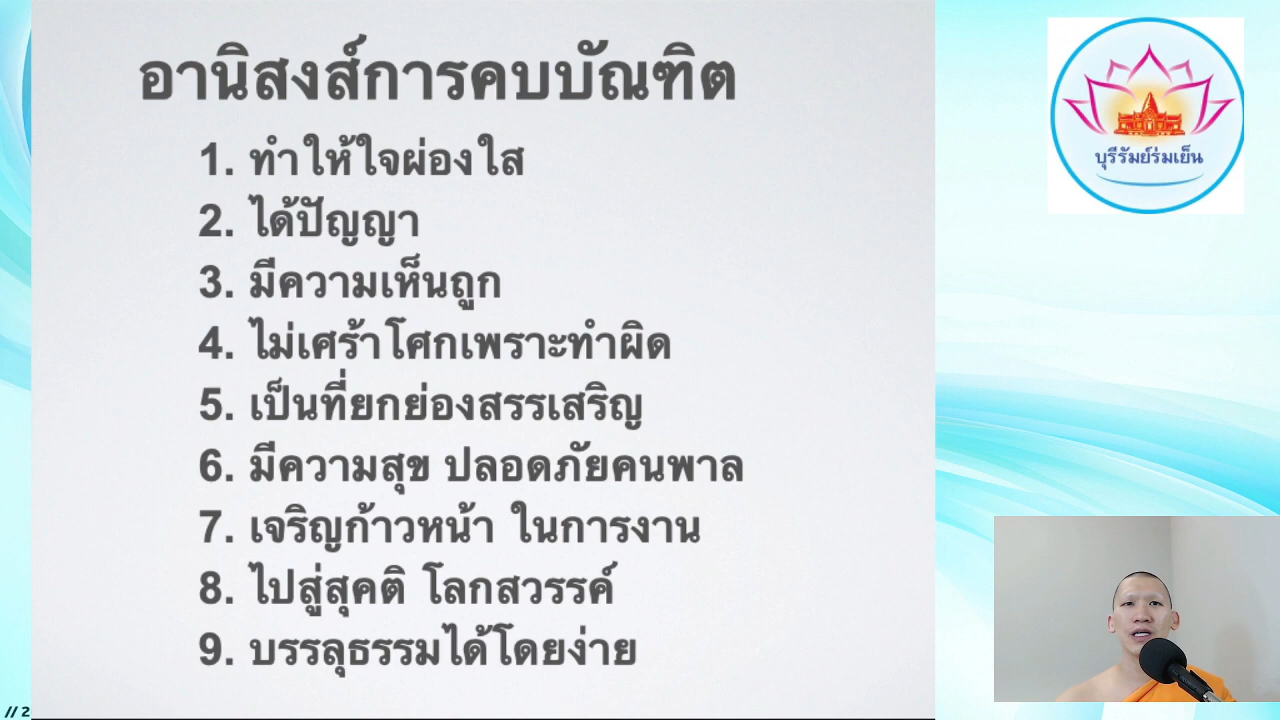 อานิสงส์การคบบัณฑิต
1. ทำให้ใจผ่องใส
2. ได้ปัญญา
3. มีความเห็นถูก
4. ไม่เศร้าโศกเพราะทำผิด
5. เป็นที่ยกย่องสรรเสริญ
6. มีความสุข ปลอดภัยคนพาล
7. เจริญก้าวหน้า ในการงาน
8. ไปสู่สุคติ โลกสวรรค์
9. บรรลุธรรมได้โดยง่าย
บุรีรัมย์ร่มเย็น
// 2